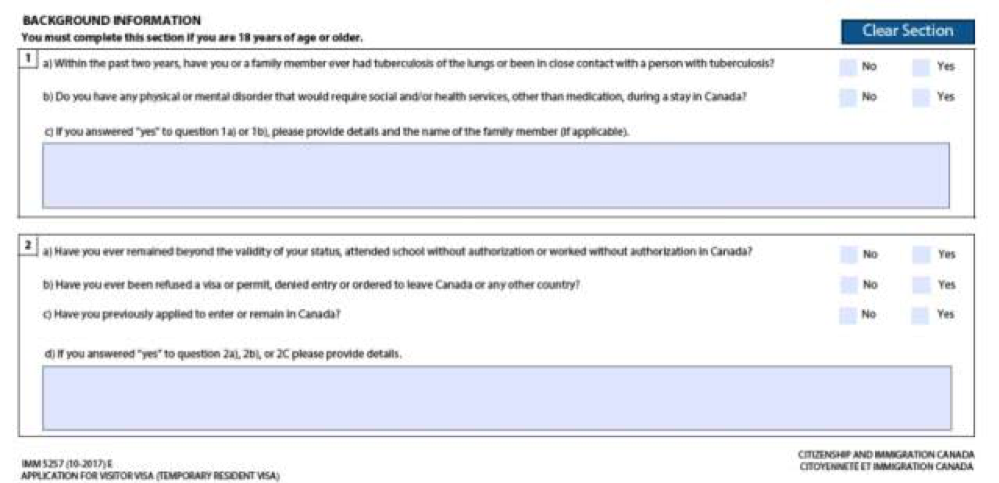 BACKGROUND INFORMATION
You must complete this section if you are 18 years of age or older.
Clear Section
1
a) Within the past two years, have you or a family member ever had tuberculosis of the lungs or been in close contact with a person with tuberculosis?
No Yes
b) Do you have any physical or mental disorder that would require social and/or health services, other than medication, during a stay in Canada?
No Yes
c) If you answered "yes" to question 1a) or 1b), please provide details and the name of the family member (if applicable).
2
a) Have you ever remained beyond the validity of your status, attended school without authorization or worked without authorization in Canada?
No Yes
b) Have you ever been refused a visa or permit, denied entry or ordered to leave Canada or any other country?
No Yes
c) Have you previously applied to enter or remain in Canada?
No Yes
d) If you answered "yes" to question 2a), 2b), or 2C please provide details.
IMM 5257 (10-2017) E
APPLICATION FOR VISITOR VISA (TEMPORARY RESIDENT VISA)
CITIZENSHIP AND IMMIGRATION CANADA
CITOYENNETÉ ET IMMIGRATION CANADA